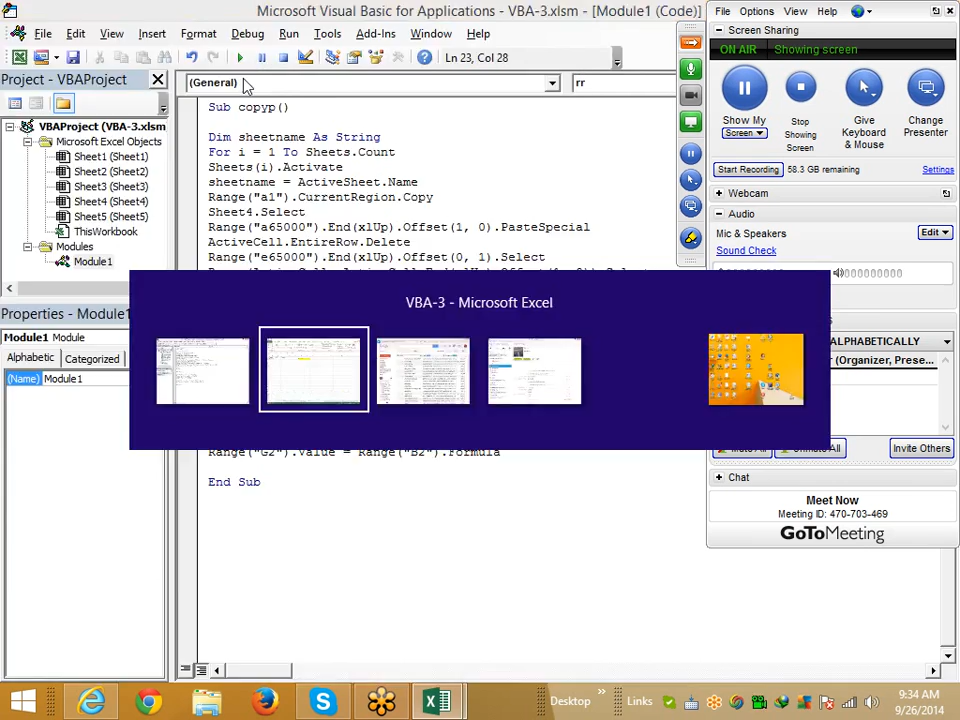 Microsoft Visual Basic for Applications - VBA-3.xlsm - [Module1 (Code)]
File Edit View Insert Format Debug Run Tools Add-Ins Window Help
Ln 23, Col 28
Project - VBAProject
(General)
rr
VBAProject (VBA-3.xlsm
Microsoft Excel Objects
Sheet1 (Sheet1)
Sheet2 (Sheet2)
Sheet3 (Sheet3)
Sheet4 (Sheet4)
Sheet5 (Sheet5)
ThisWorkbook
Modules
Module1
Properties - Module1
Module1 Module
Alphabetic Categorized
(Name) Module1
Sub copyp()
Dim sheetname As String
For i = 1 To Sheets.Count
Sheets(i).Activate
sheetname = ActiveSheet.Name
Range("a1").CurrentRegion.Copy
Sheet4.Select
Range("a65000").End(xlUp).Offset(1, 0).PasteSpecial
ActiveCell.EntireRow.Delete
Range("e65000").End(xlUp).Offset(0, 1).Select
VBA-3 - Microsoft Excel
Range("G2").Value = Range("B2").Formula
End Sub
File Options View Help
Screen Sharing
ON AIR Showing screen
Show My
Screen
Stop
Showing
Screen
Give
Keyboard
& Mouse
Change
Presenter
Start Recording 58.3 GB remaining Settings
Webcam
Audio
Mic & Speakers Edit
Sound Check
ALPHABETICALLY
(Organizer, Prese...
Invite Others
Chat
Meet Now
Meeting ID: 470-703-469
GoToMeeting
Desktop
Links
9:34 AM
9/26/2014